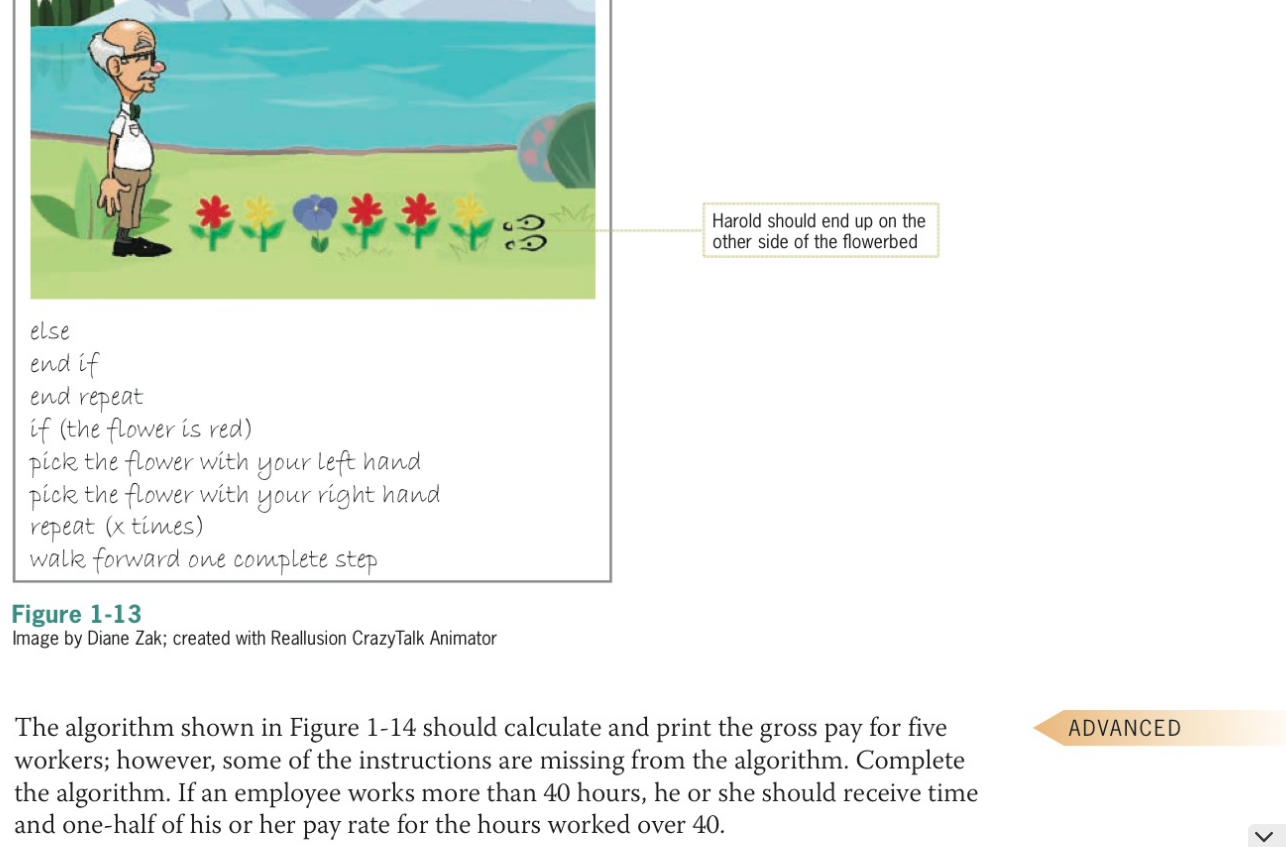 Harold should end up on the
other side of the flowerbed
else
end if
end repeat
if (the flower is red)
pick the flower with your left hand
pick the flower with your right hand
repeat (x times)
walk forward one complete step
Figure 1-13
Image by Diane Zak; created with Reallusion CrazyTalk Animator
The algorithm shown in Figure 1-14 should calculate and print the gross pay for five
workers; however, some of the instructions are missing from the algorithm. Complete
the algorithm. If an employee works more than 40 hours, he or she should receive time
and one-half of his or her pay rate for the hours worked over 40.
ADVANCED